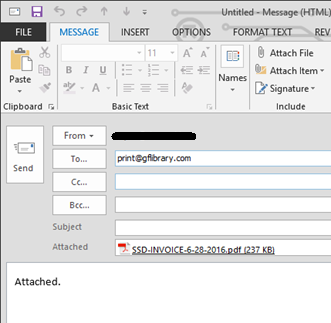 Untitled - Message (HTML)
FILE MESSAGE INSERT OPTIONS FORMAT TEXT REV
Paste
11
B I U
A
Names
Attach File
Attach Item
Signature
Clipboard
Basic Text
Include
Send
From
To... print@gflibrary.com
Cc...
Bcc...
Subject
Attached SSD-INVOICE-6-28-2016.pdf (237 KB)
Attached.